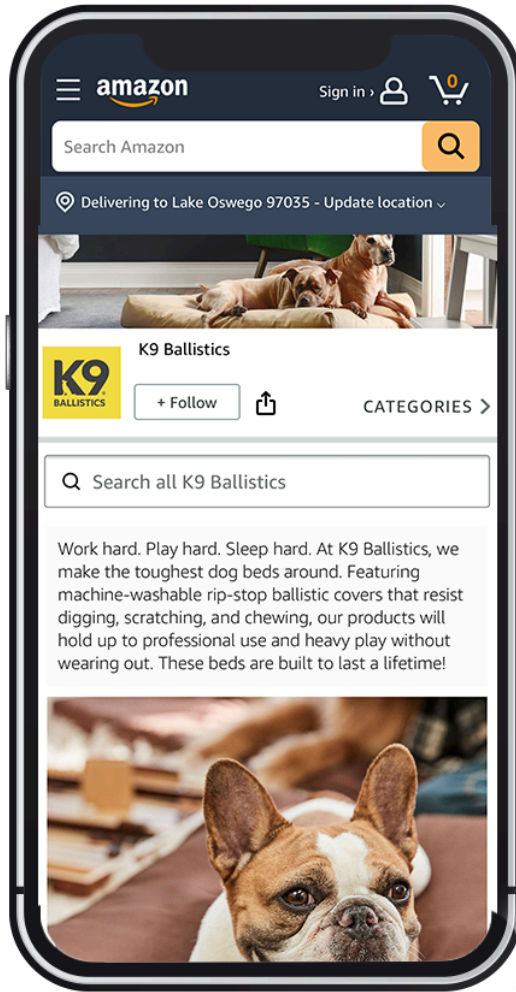 amazon
Sign in ›
0
Search Amazon
Delivering to Lake Oswego 97035 - Update location
K9 Ballistics
K9
BALLISTICS
+ Follow
CATEGORIES
Search all K9 Ballistics
Work hard. Play hard. Sleep hard. At K9 Ballistics, we
make the toughest dog beds around. Featuring
machine-washable rip-stop ballistic covers that resist
digging, scratching, and chewing, our products will
hold up to professional use and heavy play without
wearing out. These beds are built to last a lifetime!